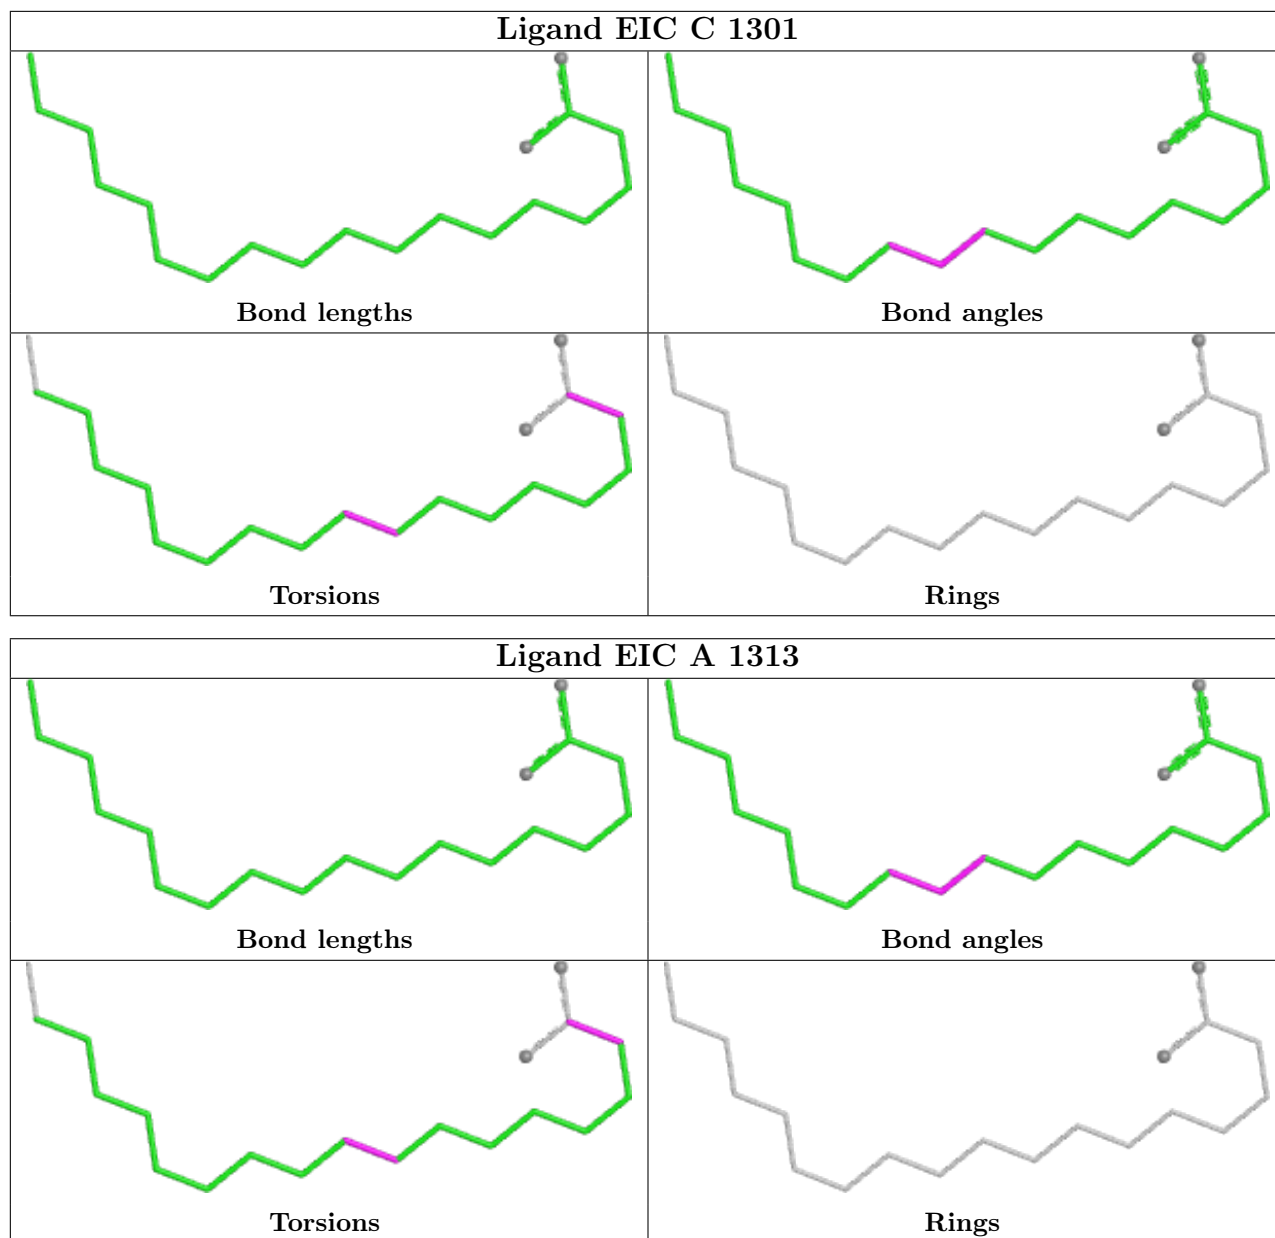 Ligand EIC C 1301
Bond lengths
Bond angles
Torsions
Rings
Ligand EIC A 1313
Bond lengths
Bond angles
Torsions
Rings